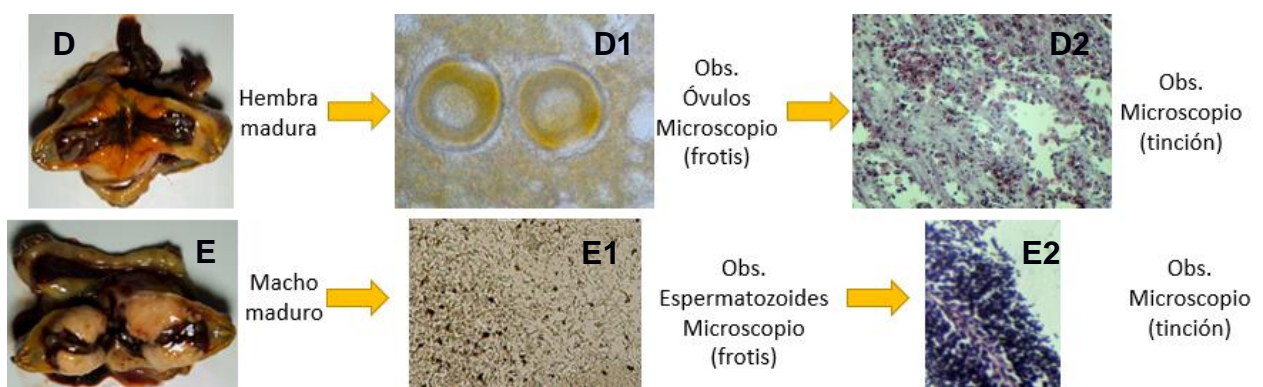 D
Hembra
madura
D1
Obs.
Óvulos
Microscopio
(frotis)
D2
Obs.
Microscopio
(tinción)
E
Macho
maduro
E1
Obs.
Espermatozoides
Microscopio
(frotis)
E2
Obs.
Microscopio
(tinción)